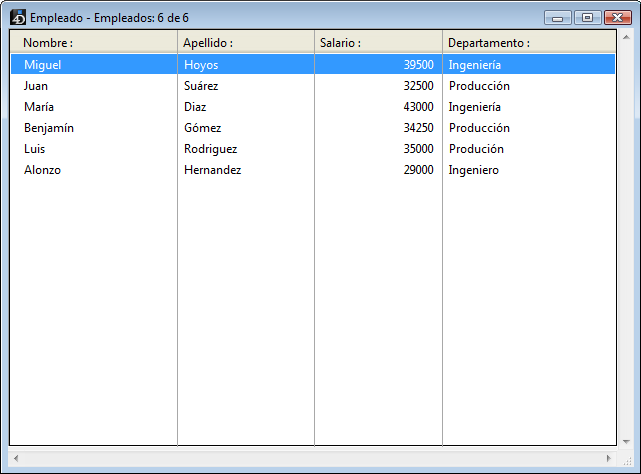 Empleado - Empleados: 6 de 6
Nombre : Apellido : Salario : Departamento :
Miguel Hoyos 39500 Ingeniería
Juan Suárez 32500 Producción
María Diaz 43000 Ingeniería
Benjamín Gómez 34250 Producción
Luis Rodriguez 35000 Produción
Alonzo Hernandez 29000 Ingeniero